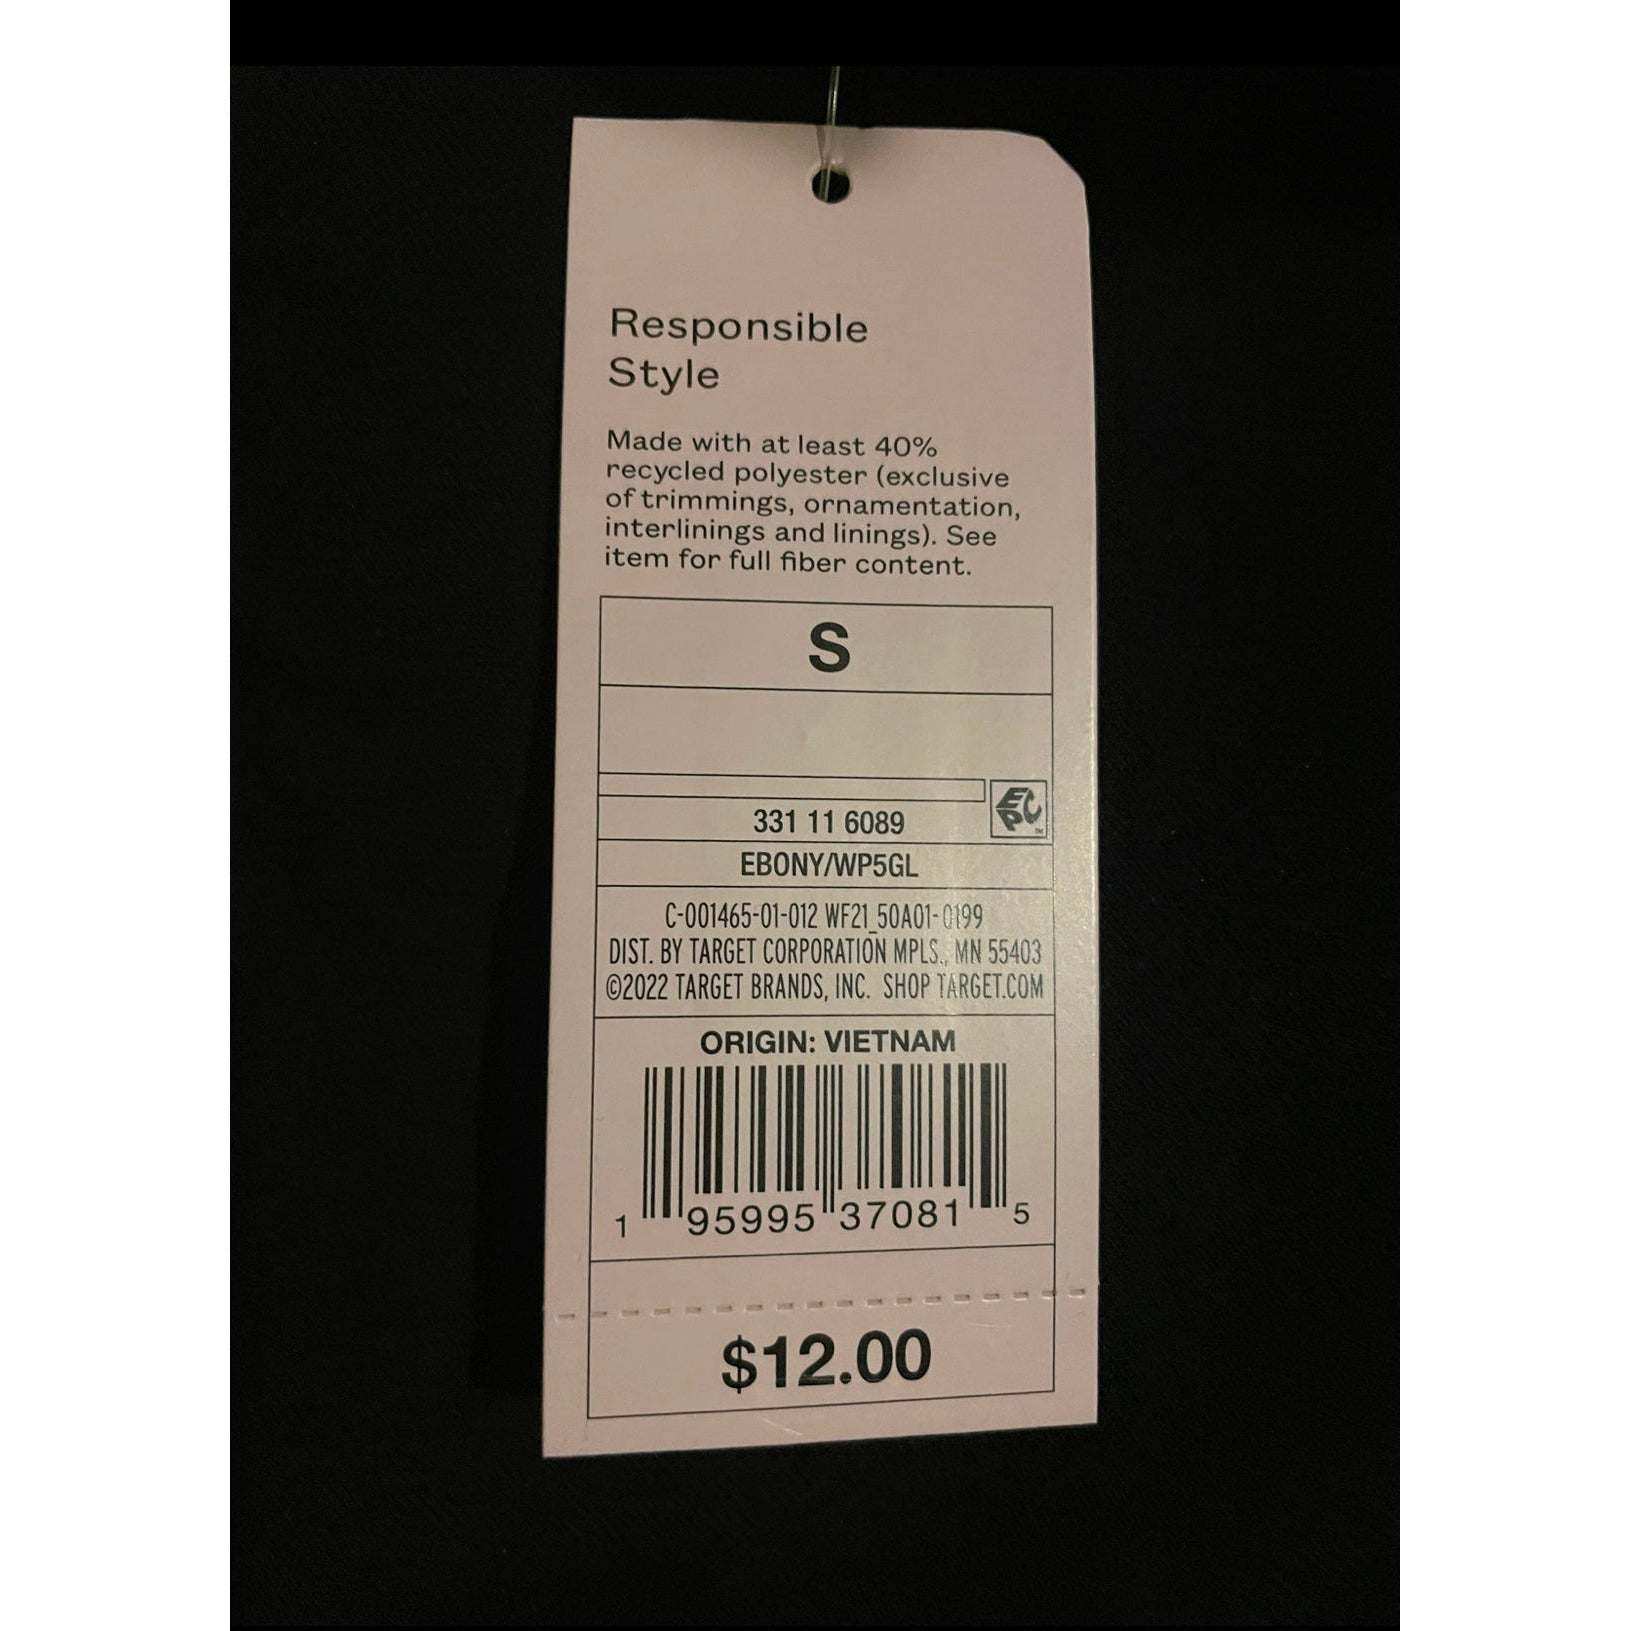 Responsible
Style
Made with at least 40%
recycled polyester (exclusive
of trimmings, ornamentation,
interlinings and linings). See
item for full fiber content.
S
EPC
TM
331 11 6089
EBONY/WP5GL
C-001465-01-012 WF21_50A01-0199
DIST. BY TARGET CORPORATION MPLS., MN 55403
©2022 TARGET BRANDS, INC. SHOP TARGET.COM
ORIGIN: VIETNAM
1 95995 37081 5
$12.00